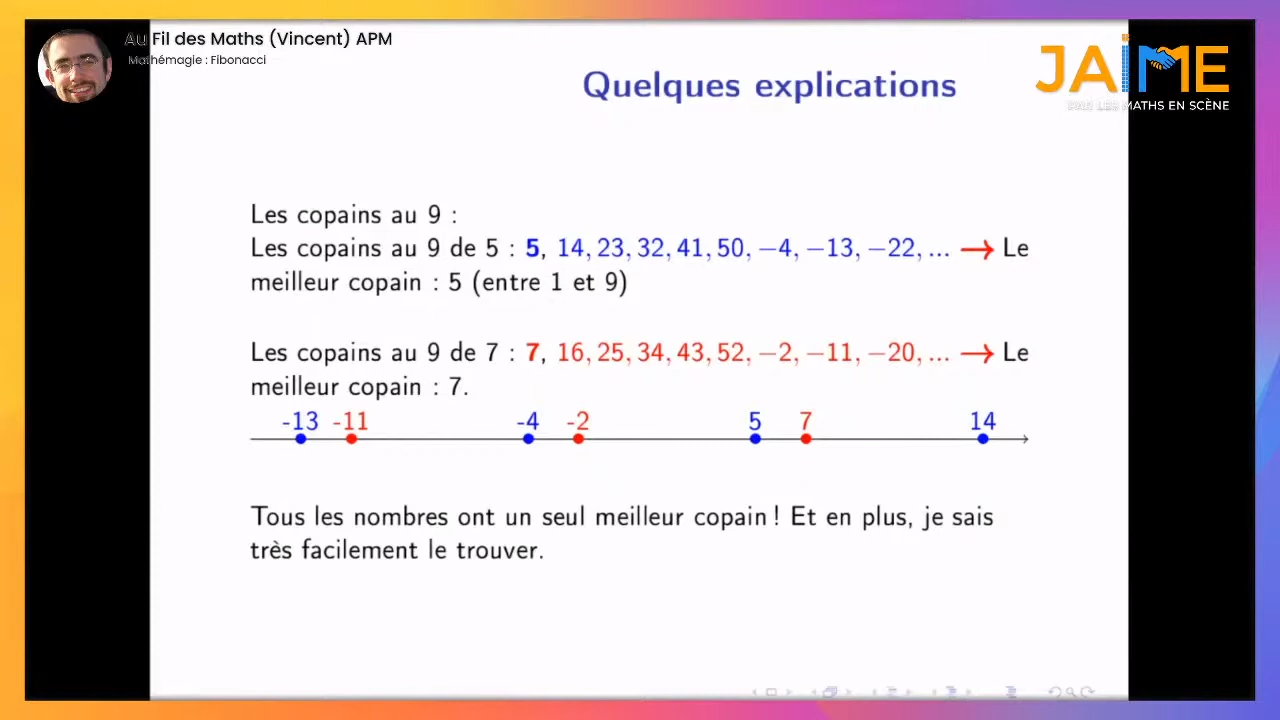 Au Fil des Maths (Vincent) APM
Mathémagie : Fibonacci
JAIME
PAR LES MATHS EN SCÈNE
Quelques explications
Les copains au 9 :
Les copains au 9 de 5 : 5, 14, 23, 32, 41, 50, −4, −13, −22, ... → Le
meilleur copain : 5 (entre 1 et 9)
Les copains au 9 de 7 : 7, 16, 25, 34, 43, 52, −2, −11, −20, ... → Le
meilleur copain : 7.
-13 -11 -4 -2 5 7 14
Tous les nombres ont un seul meilleur copain ! Et en plus, je sais
très facilement le trouver.